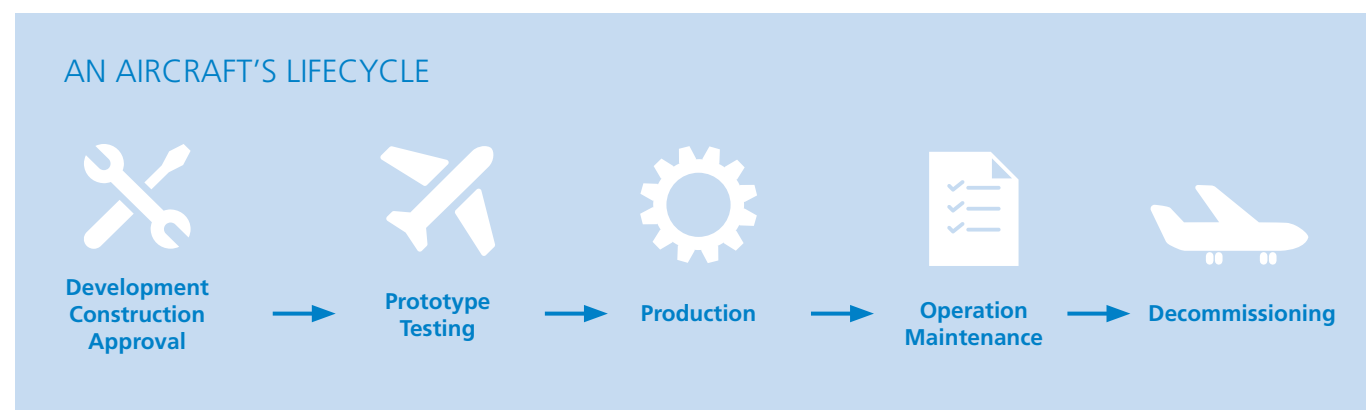 AN AIRCRAFT'S LIFECYCLE
Development
Construction
Approval
Prototype
Testing
Production
Operation
Maintenance
Decommissioning